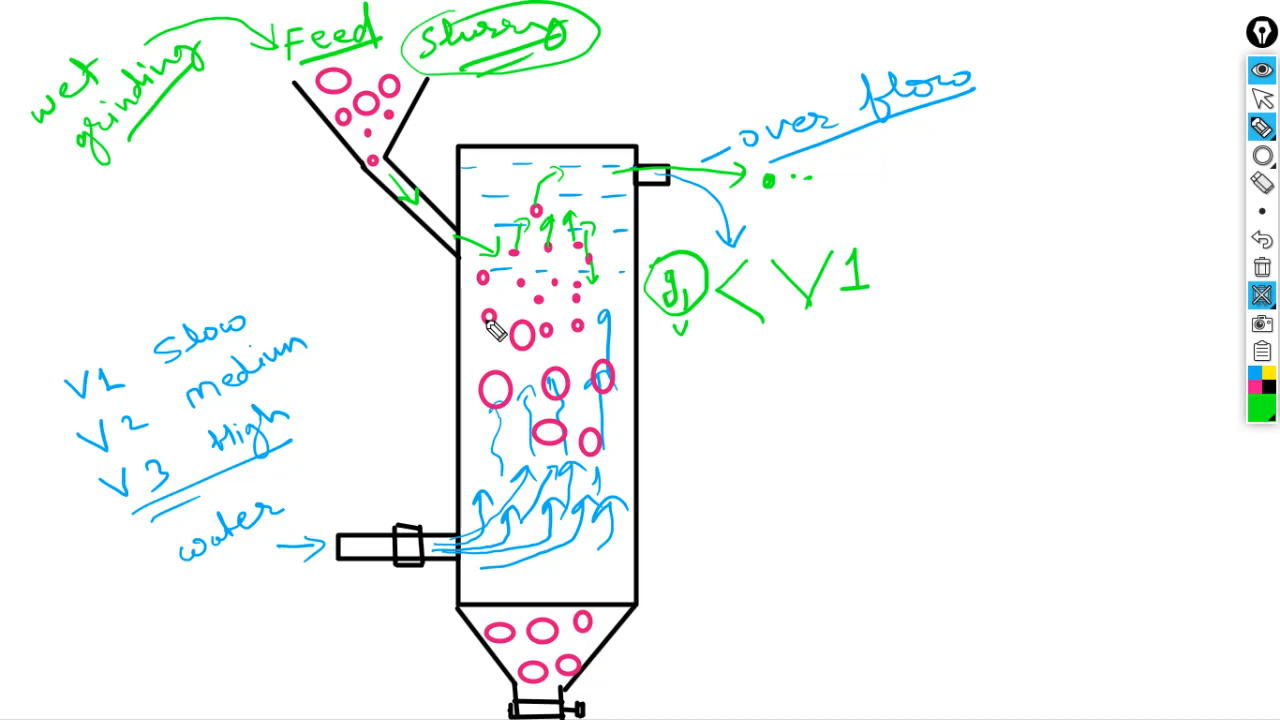 Feed
Slurry
wet
grinding
over flow
g1 < V1
V1 Slow
V2 medium
V3 High
water